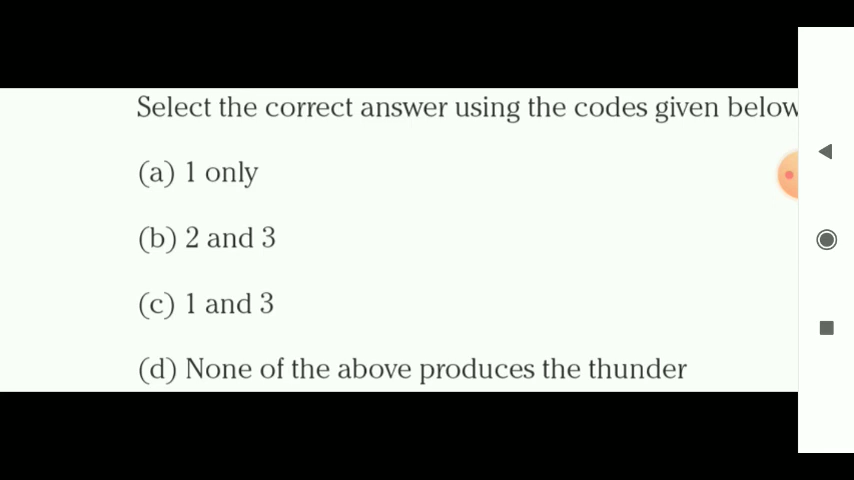 Select the correct answer using the codes given below
(a) 1 only
(b) 2 and 3
(c) 1 and 3
(d) None of the above produces the thunder